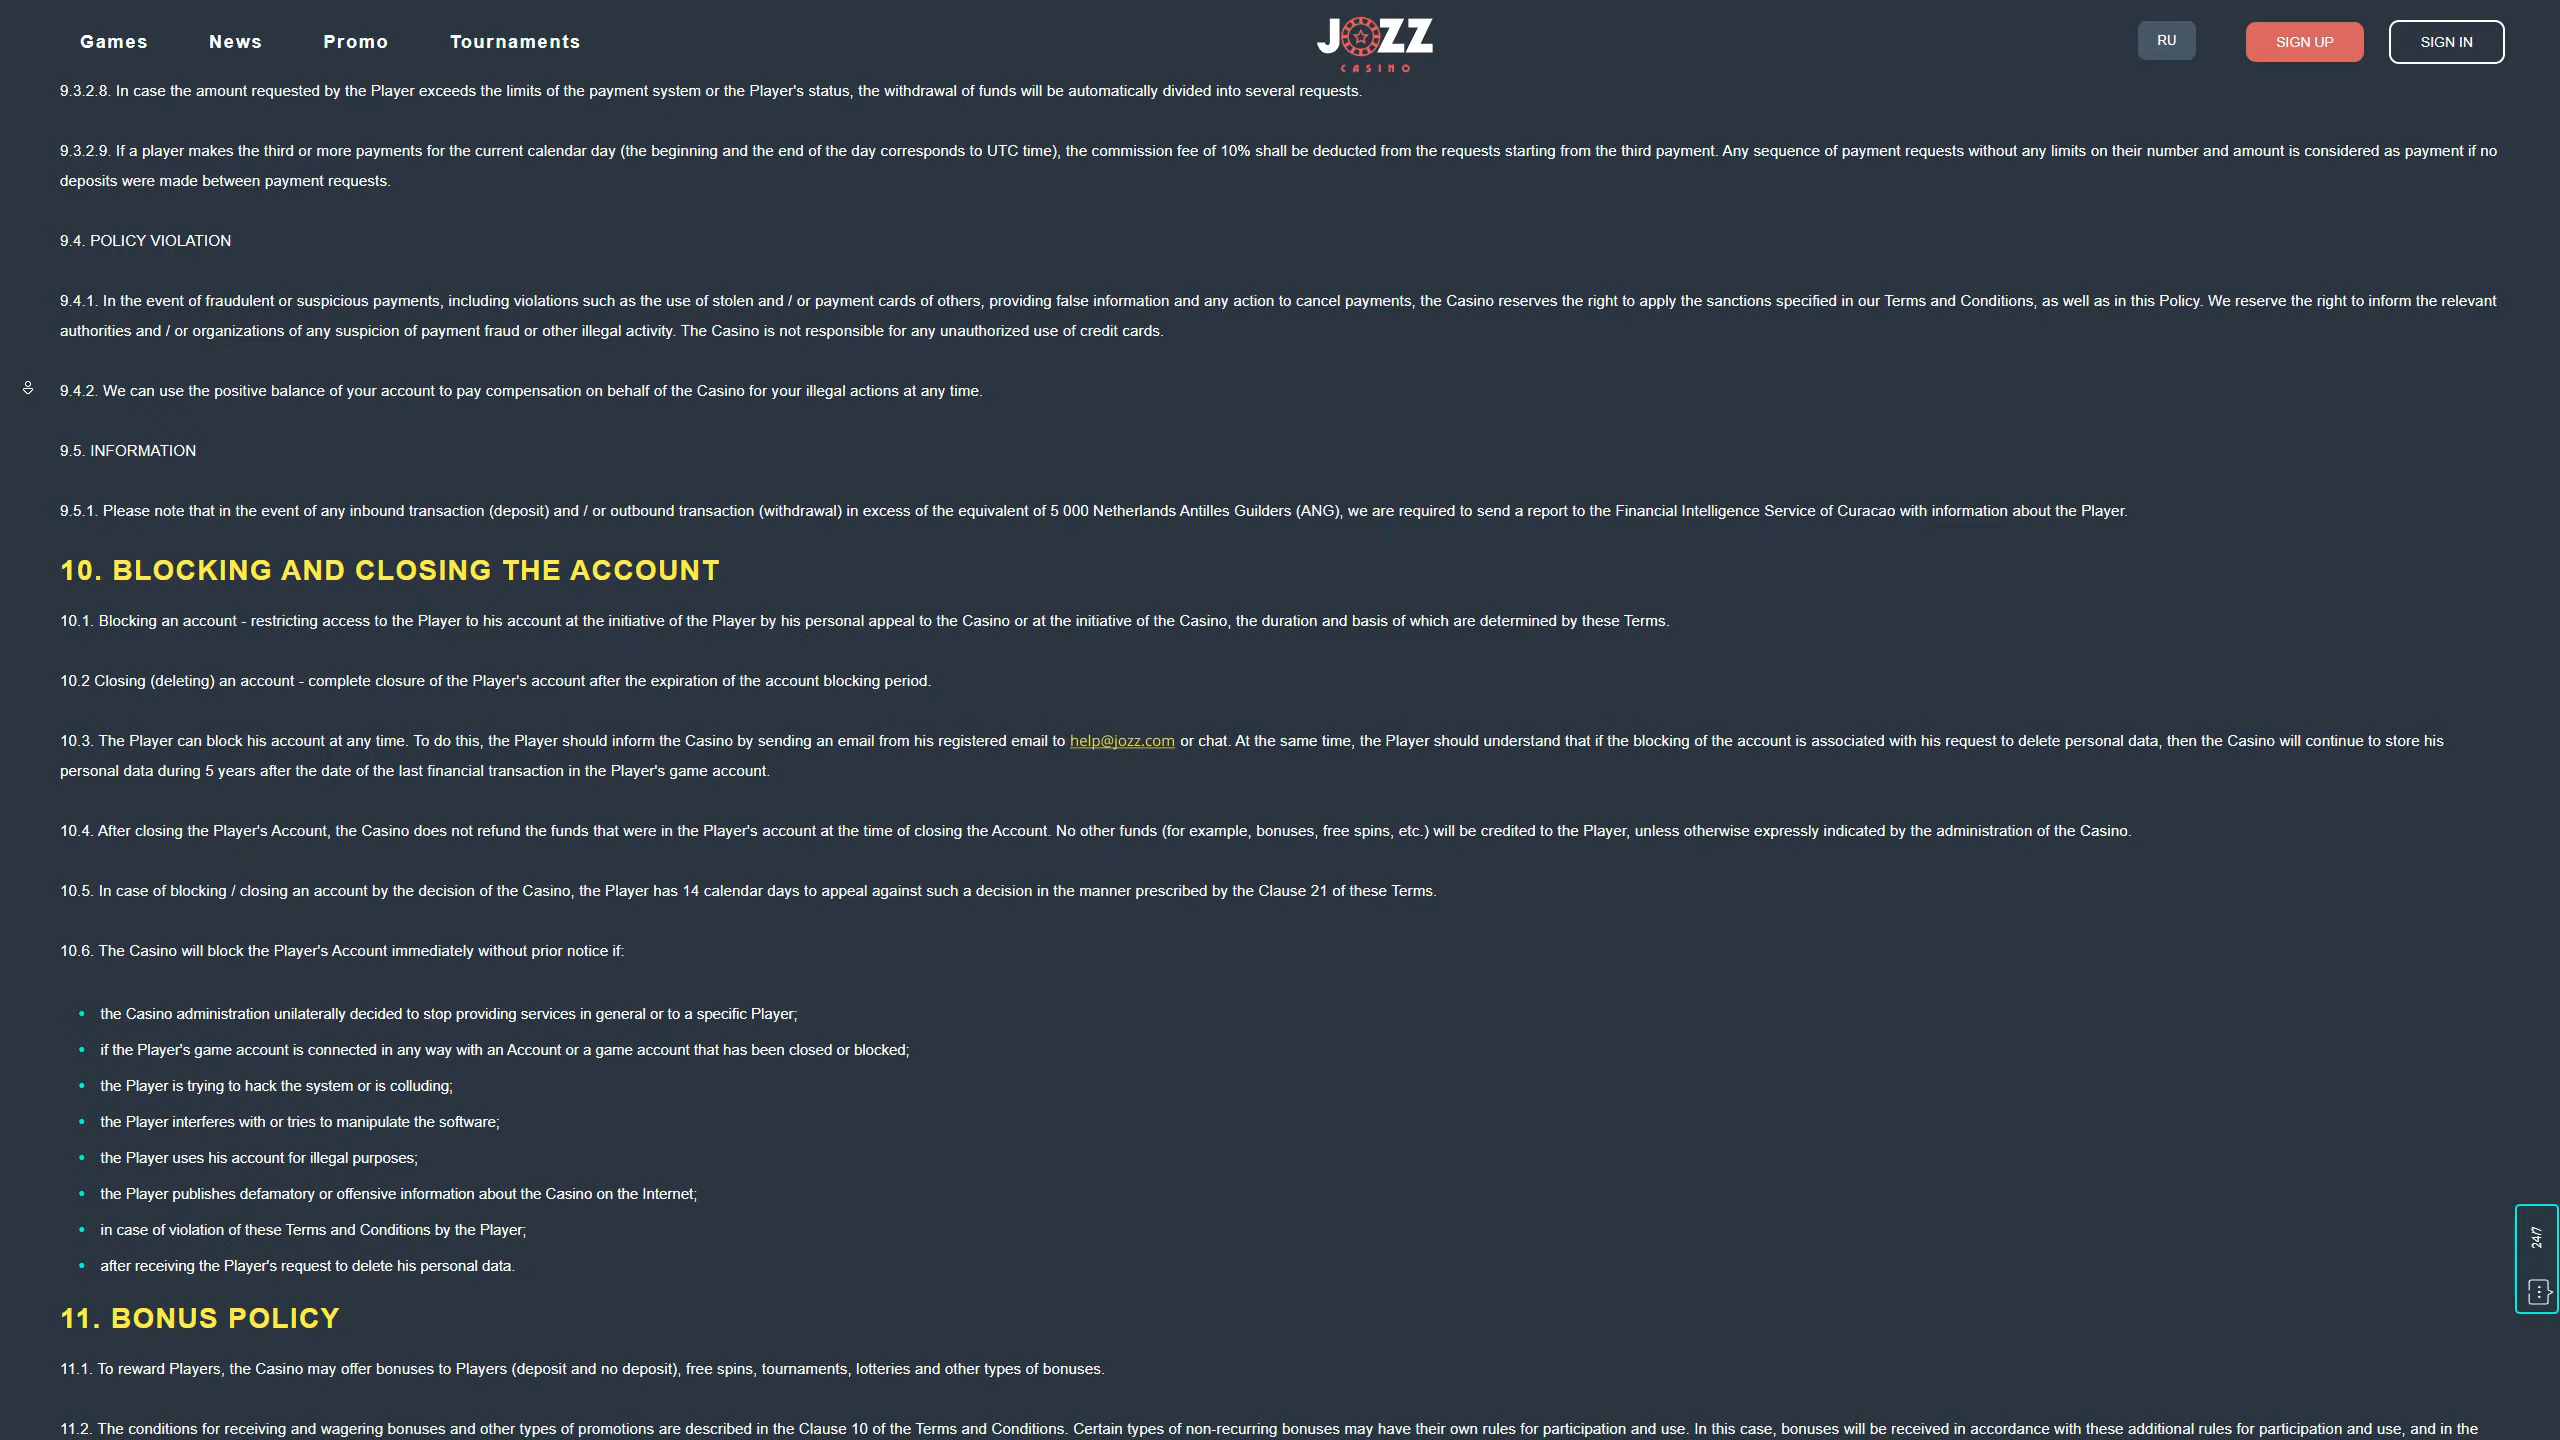 Games News Promo Tournaments JOZZ CASINO RU SIGN UP SIGN IN
9.3.2.8. In case the amount requested by the Player exceeds the limits of the payment system or the Player's status, the withdrawal of funds will be automatically divided into several requests.
9.3.2.9. If a player makes the third or more payments for the current calendar day (the beginning and the end of the day corresponds to UTC time), the commission fee of 10% shall be deducted from the requests starting from the third payment. Any sequence of payment requests without any limits on their number and amount is considered as payment if no
deposits were made between payment requests.
9.4. POLICY VIOLATION
9.4.1. In the event of fraudulent or suspicious payments, including violations such as the use of stolen and / or payment cards of others, providing false information and any action to cancel payments, the Casino reserves the right to apply the sanctions specified in our Terms and Conditions, as well as in this Policy. We reserve the right to inform the relevant
authorities and / or organizations of any suspicion of payment fraud or other illegal activity. The Casino is not responsible for any unauthorized use of credit cards.
9.4.2. We can use the positive balance of your account to pay compensation on behalf of the Casino for your illegal actions at any time.
9.5. INFORMATION
9.5.1. Please note that in the event of any inbound transaction (deposit) and / or outbound transaction (withdrawal) in excess of the equivalent of 5 000 Netherlands Antilles Guilders (ANG), we are required to send a report to the Financial Intelligence Service of Curacao with information about the Player.
10. BLOCKING AND CLOSING THE ACCOUNT
10.1. Blocking an account - restricting access to the Player to his account at the initiative of the Player by his personal appeal to the Casino or at the initiative of the Casino, the duration and basis of which are determined by these Terms.
10.2 Closing (deleting) an account - complete closure of the Player's account after the expiration of the account blocking period.
10.3. The Player can block his account at any time. To do this, the Player should inform the Casino by sending an email from his registered email to help@jozz.com or chat. At the same time, the Player should understand that if the blocking of the account is associated with his request to delete personal data, then the Casino will continue to store his
personal data during 5 years after the date of the last financial transaction in the Player's game account.
10.4. After closing the Player's Account, the Casino does not refund the funds that were in the Player's account at the time of closing the Account. No other funds (for example, bonuses, free spins, etc.) will be credited to the Player, unless otherwise expressly indicated by the administration of the Casino.
10.5. In case of blocking / closing an account by the decision of the Casino, the Player has 14 calendar days to appeal against such a decision in the manner prescribed by the Clause 21 of these Terms.
10.6. The Casino will block the Player's Account immediately without prior notice if:
• the Casino administration unilaterally decided to stop providing services in general or to a specific Player;
• if the Player's game account is connected in any way with an Account or a game account that has been closed or blocked;
• the Player is trying to hack the system or is colluding;
• the Player interferes with or tries to manipulate the software;
• the Player uses his account for illegal purposes;
• the Player publishes defamatory or offensive information about the Casino on the Internet;
• in case of violation of these Terms and Conditions by the Player;
• after receiving the Player's request to delete his personal data.
24/7
11. BONUS POLICY
11.1. To reward Players, the Casino may offer bonuses to Players (deposit and no deposit), free spins, tournaments, lotteries and other types of bonuses.
11.2. The conditions for receiving and wagering bonuses and other types of promotions are described in the Clause 10 of the Terms and Conditions. Certain types of non-recurring bonuses may have their own rules for participation and use. In this case, bonuses will be received in accordance with these additional rules for participation and use, and in the